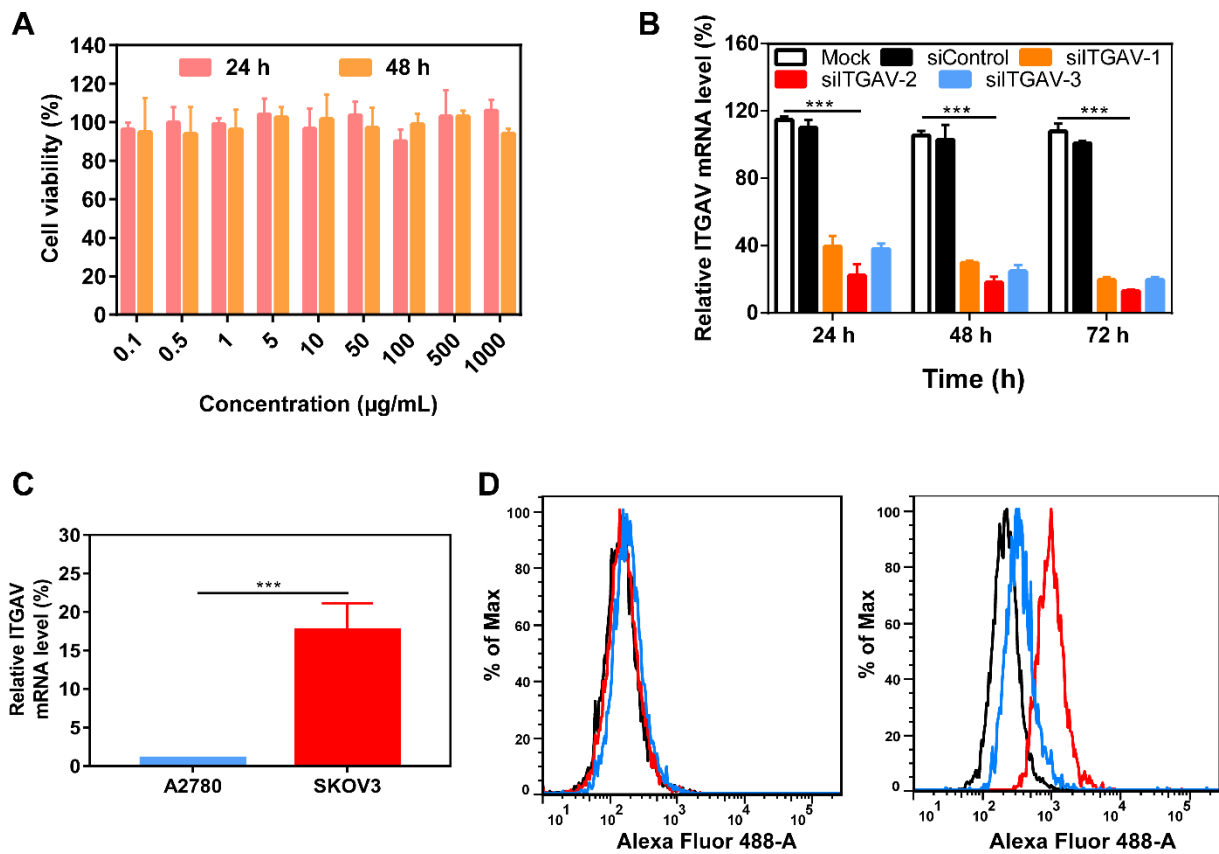 A
Cell viability (%)
140
120
100
80
60
40
20
0
24 h 48 h
0.1 0.5 1 5 10 50 100 500 1000
Concentration (µg/mL)
B
Relative ITGAV mRNA level (%)
160
120
80
40
0
Mock siControl siITGAV-1
siITGAV-2 siITGAV-3
*** *** ***
24 h 48 h 72 h
Time (h)
C
Relative ITGAV
mRNA level (%)
30
25
20
15
10
5
0
***
A2780 SKOV3
D
% of Max
100
80
60
40
20
0
10¹ 10² 10³ 10⁴ 10⁵
Alexa Fluor 488-A
% of Max
100
80
60
40
20
0
10¹ 10² 10³ 10⁴ 10⁵
Alexa Fluor 488-A